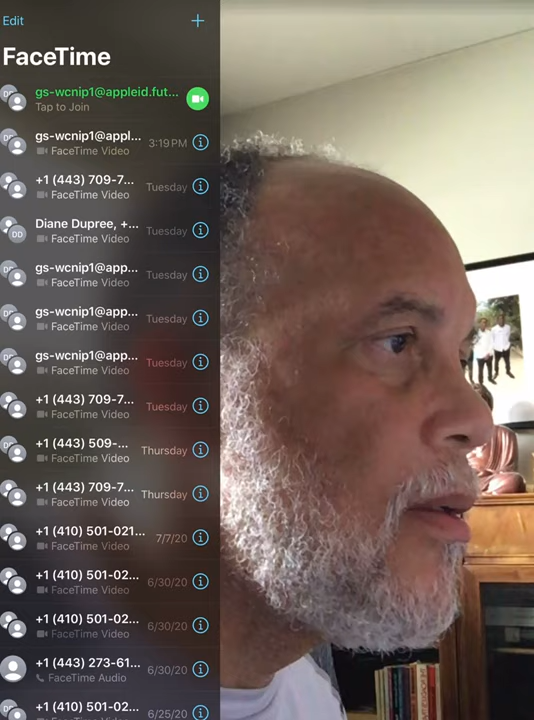 Edit
+
FaceTime
gs-wcnip1@appleid.fut...
Tap to Join
gs-wcnip1@appl...
3:19 PM
FaceTime Video
+1 (443) 709-7...
Tuesday
FaceTime Video
Diane Dupree, +...
Tuesday
DD
FaceTime Video
gs-wcnip1@app...
Tuesday
FaceTime Video
gs-wcnip1@app...
Tuesday
FaceTime Video
gs-wcnip1@app...
Tuesday
FaceTime Video
+1 (443) 709-7...
Tuesday
FaceTime Video
+1 (443) 509-...
Thursday
FaceTime Video
+1 (443) 709-7...
Thursday
FaceTime Video
+1 (410) 501-021...
7/7/20
FaceTime Video
+1 (410) 501-02...
6/30/20
FaceTime Video
+1 (410) 501-02...
6/30/20
FaceTime Video
+1 (443) 273-61...
6/30/20
FaceTime Audio
+1 (410) 501-02...
6/25/20
FaceTime Video